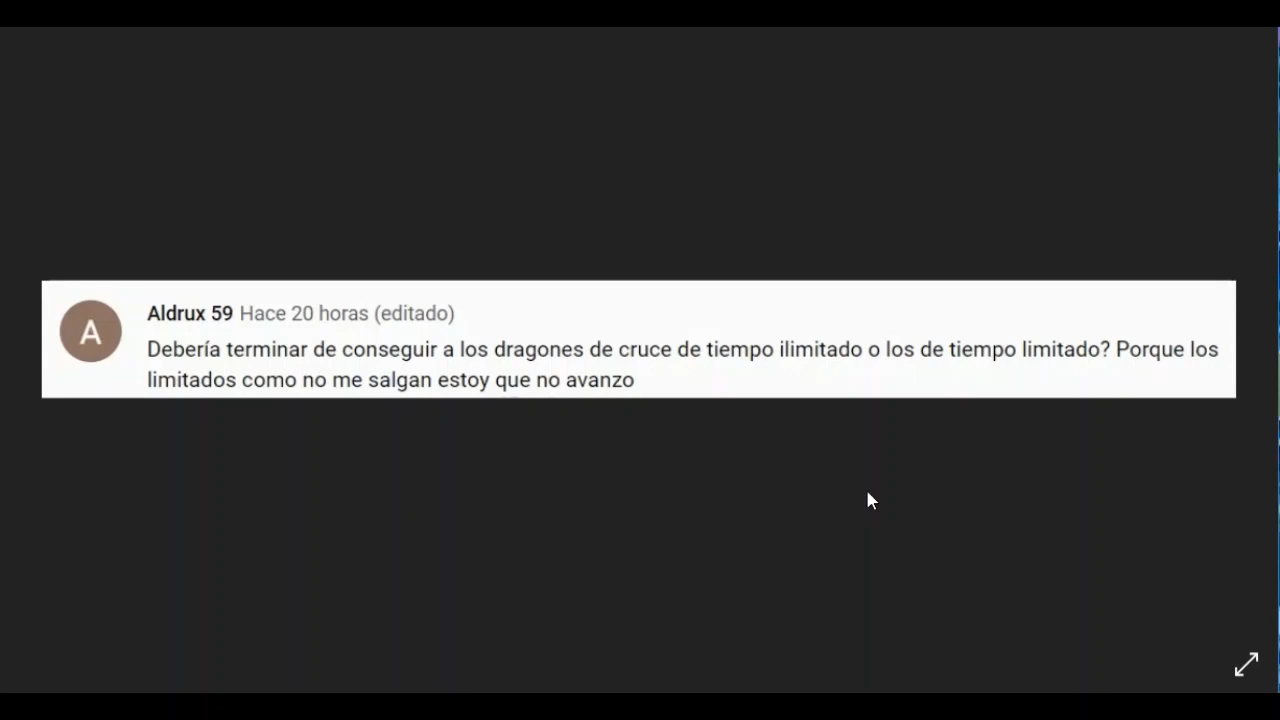 A
Aldrux 59 Hace 20 horas (editado)
Debería terminar de conseguir a los dragones de cruce de tiempo ilimitado o los de tiempo limitado? Porque los
limitados como no me salgan estoy que no avanzo